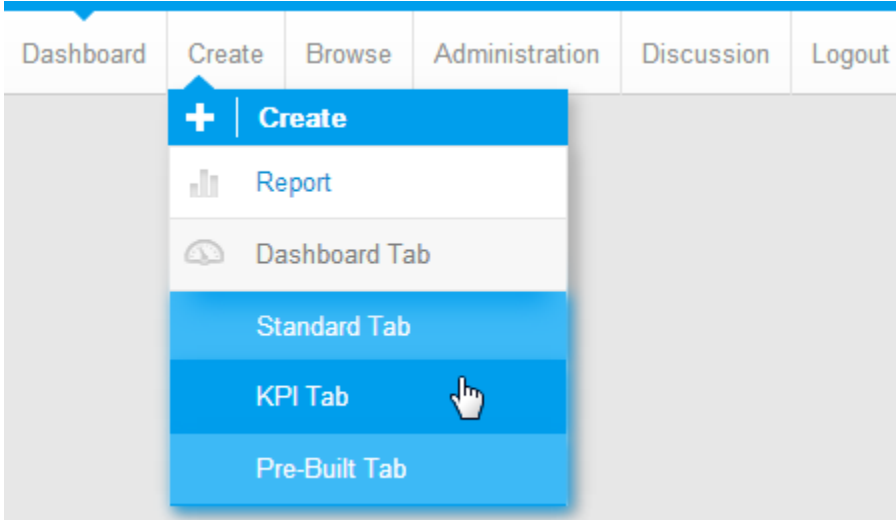 Dashboard Create Browse Administration Discussion Logout
Create
Report
Dashboard Tab
Standard Tab
KPI Tab
Pre-Built Tab